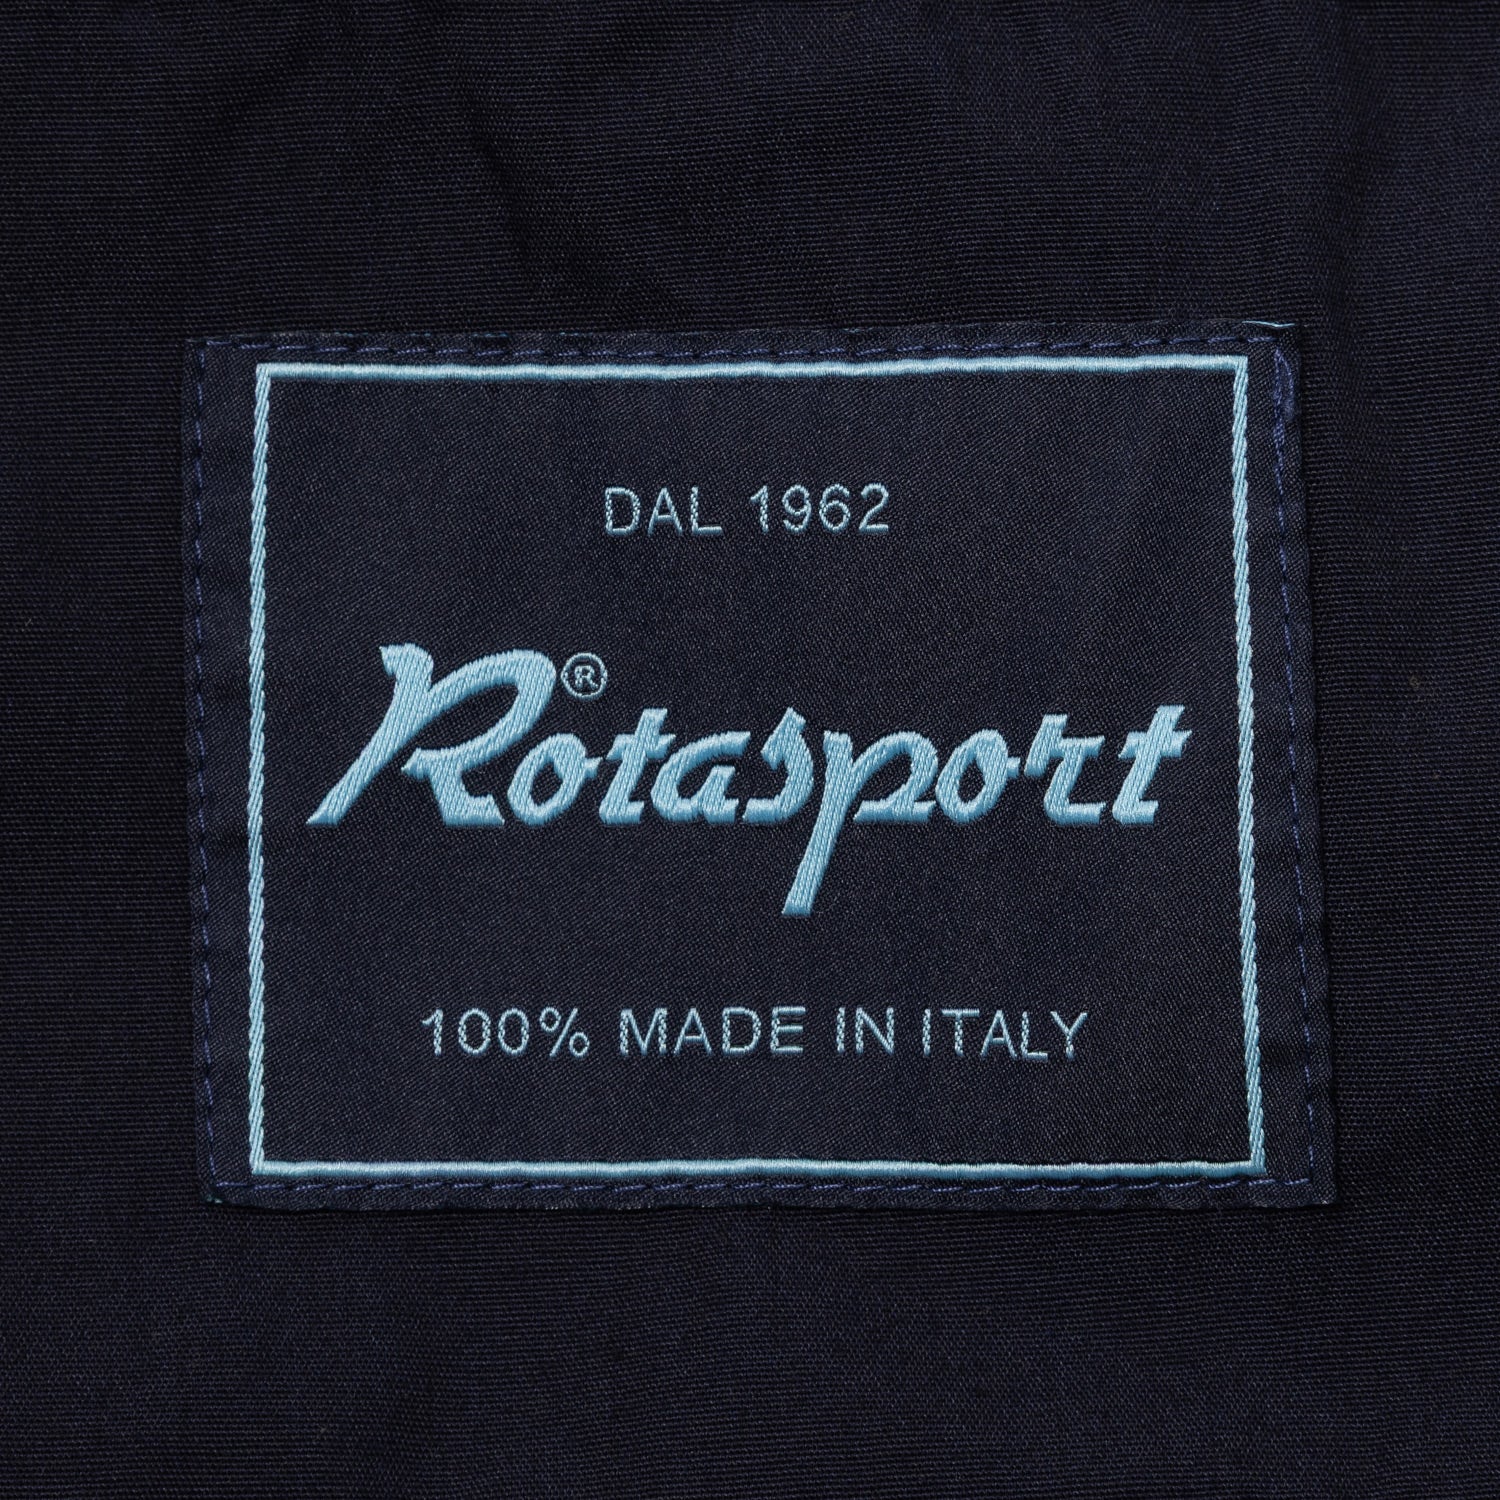 DAL 1962
Rotasport®
100% MADE IN ITALY